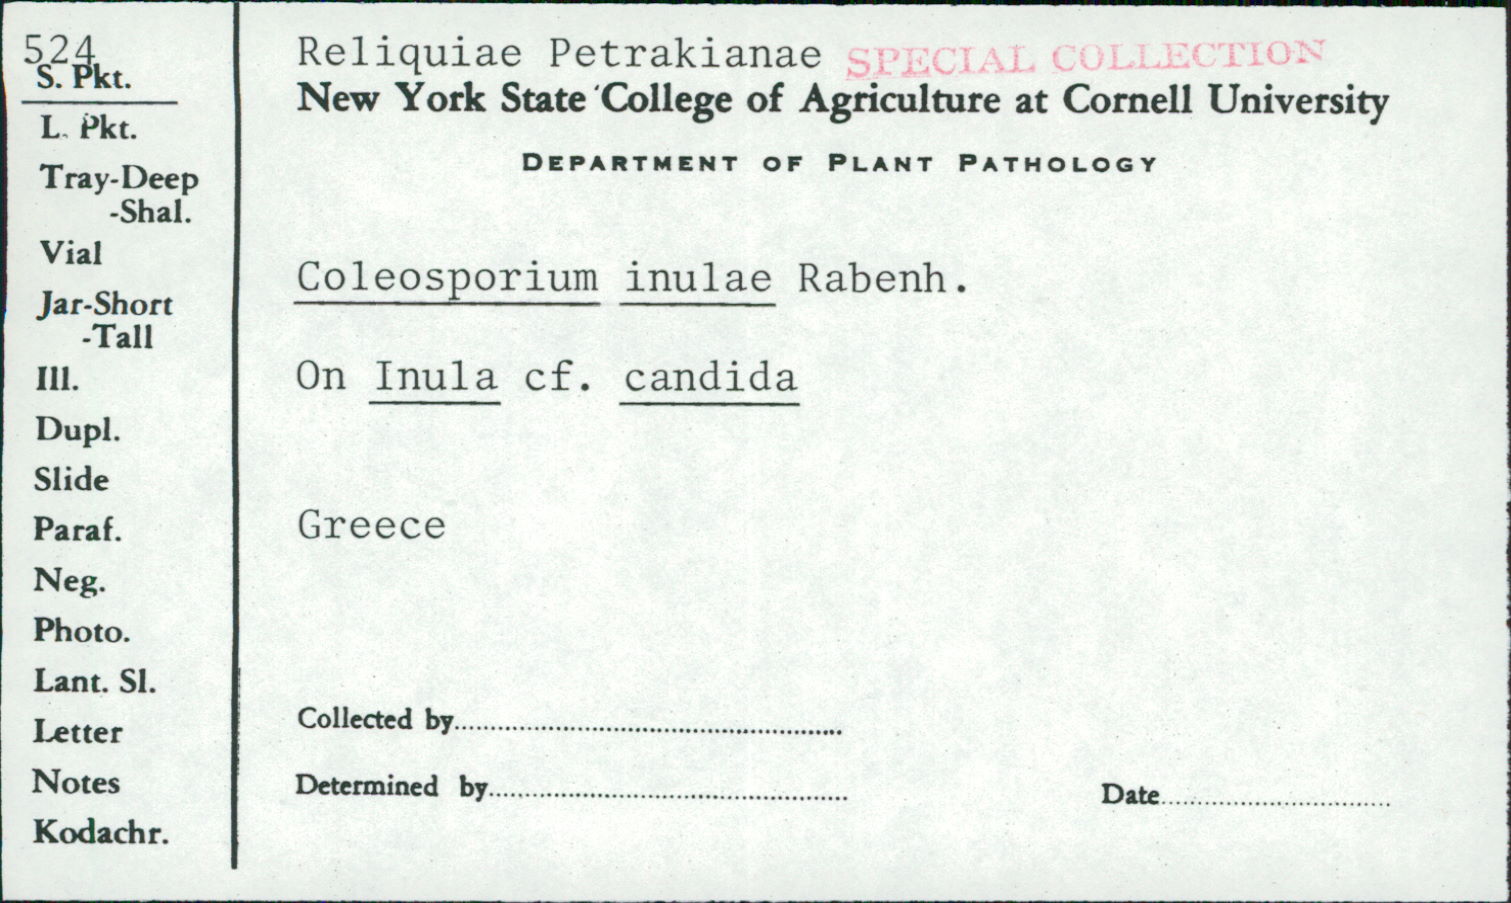 524
S. Pkt.
L. Pkt.
Tray-Deep
-Shal.
Vial
Jar-Short
-Tall
Ill.
Dupl.
Slide
Paraf.
Neg.
Photo.
Lant. Sl.
Letter
Notes
Kodachr.
Reliquiae Petrakianae SPECIAL COLLECTION
New York State College of Agriculture at Cornell University
DEPARTMENT OF PLANT PATHOLOGY
Coleosporium inulae Rabenh.
On Inula cf. candida
Greece
Collected by
Determined by
Date